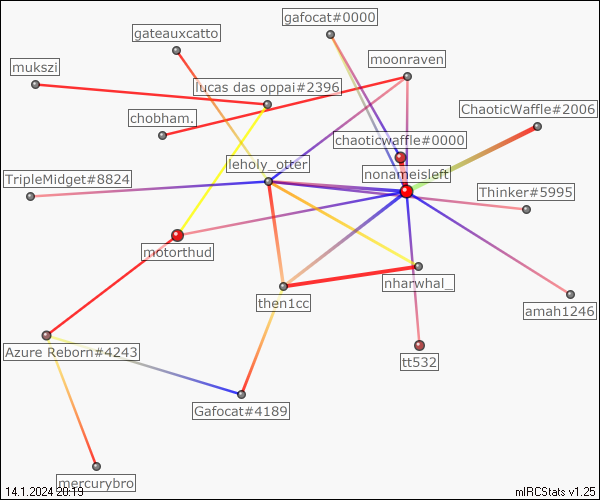 gafocat#0000
gateauxcatto
moonraven
mukszi
lucas das oppai#2396
ChaoticWaffle#2006
chobham.
chaoticwaffle#0000
leholy_otter
nonameisleft
TripleMidget#8824
Thinker#5995
motorthud
nharwhal_
then1cc
amah1246
Azure Reborn#4243
tt532
Gafocat#4189
mercurybro
14.1.2024 20:19
mIRCStats v1.25